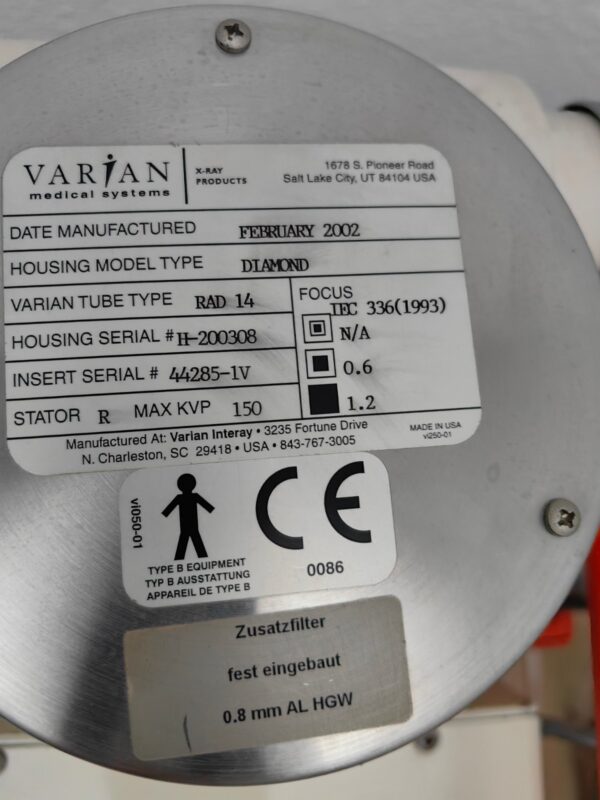 VARIAN
medical systems
X-RAY
PRODUCTS
1678 S. Pioneer Road
Salt Lake City, UT 84104 USA
DATE MANUFACTURED FEBRUARY 2002
HOUSING MODEL TYPE DIAMOND
VARIAN TUBE TYPE RAD 14
HOUSING SERIAL # H-200308
INSERT SERIAL # 44285-1V
STATOR R MAX KVP 150
FOCUS
IEC 336(1993)
N/A
0.6
1.2
Manufactured At: Varian Interay • 3235 Fortune Drive
N. Charleston, SC 29418 • USA • 843-767-3005
MADE IN USA
vi250-01
vi050-01
TYPE B EQUIPMENT
TYP B AUSSTATTUNG
APPAREIL DE TYPE B
CE
0086
Zusatzfilter
fest eingebaut
0.8 mm AL HGW